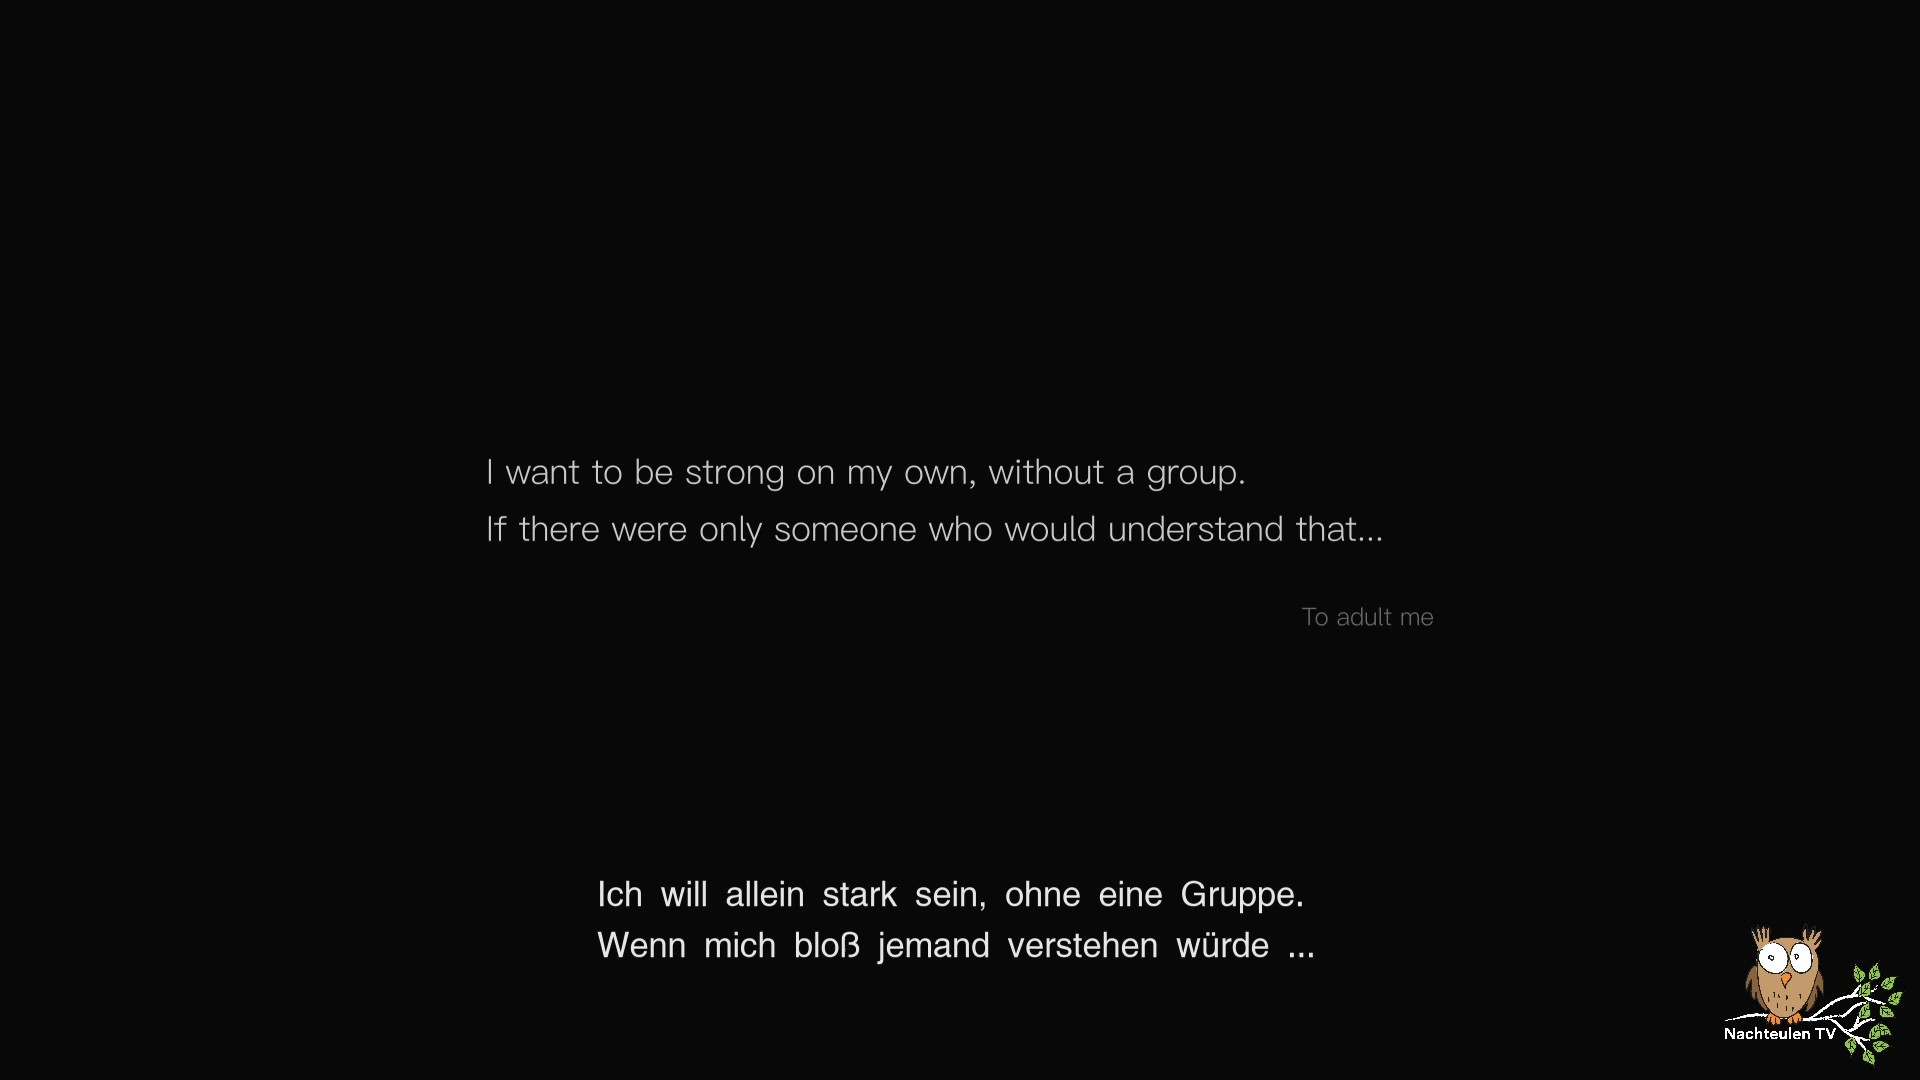 I want to be strong on my own, without a group.
If there were only someone who would understand that...
To adult me
Ich will allein stark sein, ohne eine Gruppe.
Wenn mich bloß jemand verstehen würde ...
Nachteulen TV